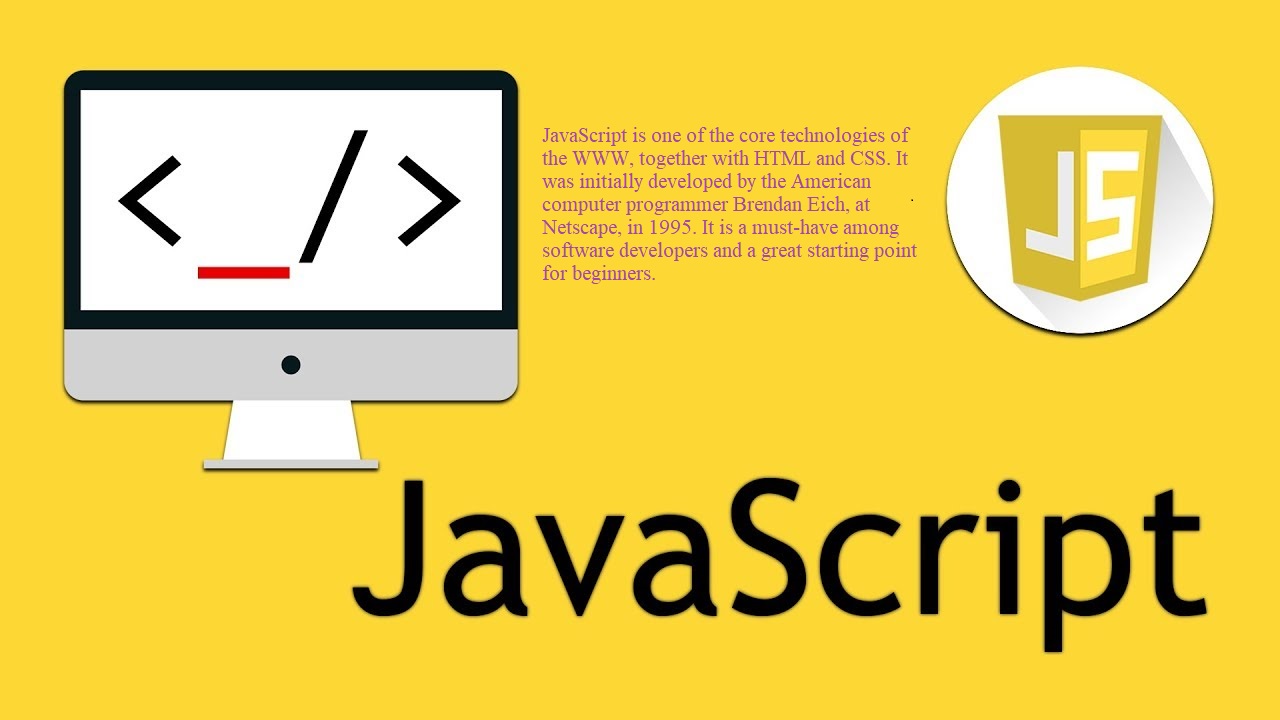 < _ / >
JavaScript is one of the core technologies of
the WWW, together with HTML and CSS. It
was initially developed by the American
computer programmer Brendan Eich, at
Netscape, in 1995. It is a must-have among
software developers and a great starting point
for beginners.
.
JS
JavaScript